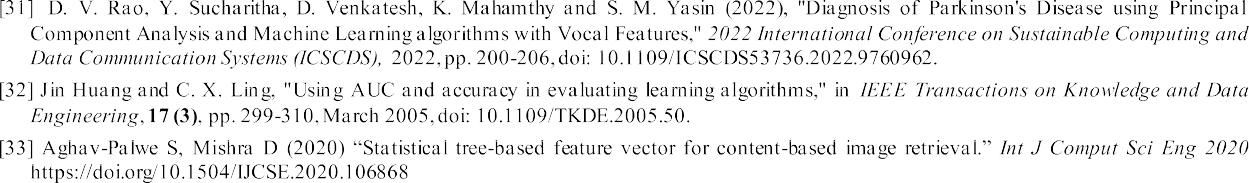 [31] D. V. Rao, Y. Sucharitha, D. Venkatesh, K. Mahamthy and S. M. Yasin (2022), "Diagnosis of Parkinson's Disease using Principal
Component Analysis and Machine Learning algorithms with Vocal Features," 2022 International Conference on Sustainable Computing and
Data Communication Systems (ICSCDS), 2022, pp. 200-206, doi: 10.1109/ICSCDS53736.2022.9760962.
[32] Jin Huang and C. X. Ling, "Using AUC and accuracy in evaluating learning algorithms," in IEEE Transactions on Knowledge and Data
Engineering, 17 (3), pp. 299-310, March 2005, doi: 10.1109/TKDE.2005.50.
[33] Aghav-Palwe S, Mishra D (2020) “Statistical tree-based feature vector for content-based image retrieval.” Int J Comput Sci Eng 2020
https://doi.org/10.1504/IJCSE.2020.106868